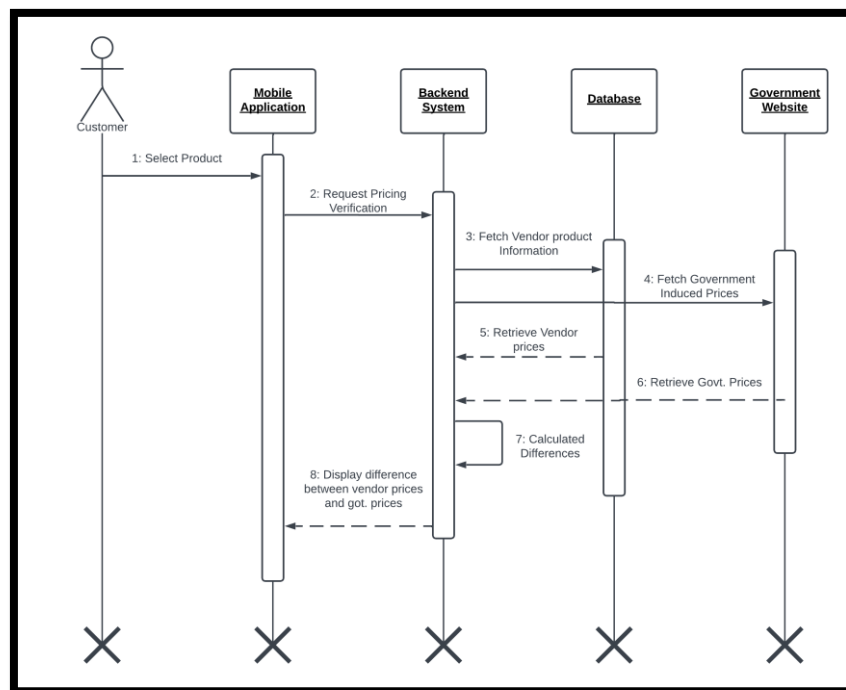 Mobile
Application
Backend
System
Database
Government
Website
Customer
1: Select Product
2: Request Pricing
Verification
3: Fetch Vendor product
Information
4: Fetch Government
Induced Prices
5: Retrieve Vendor
prices
6: Retrieve Govt. Prices
7: Calculated
Differences
8: Display difference
between vendor prices
and got. prices